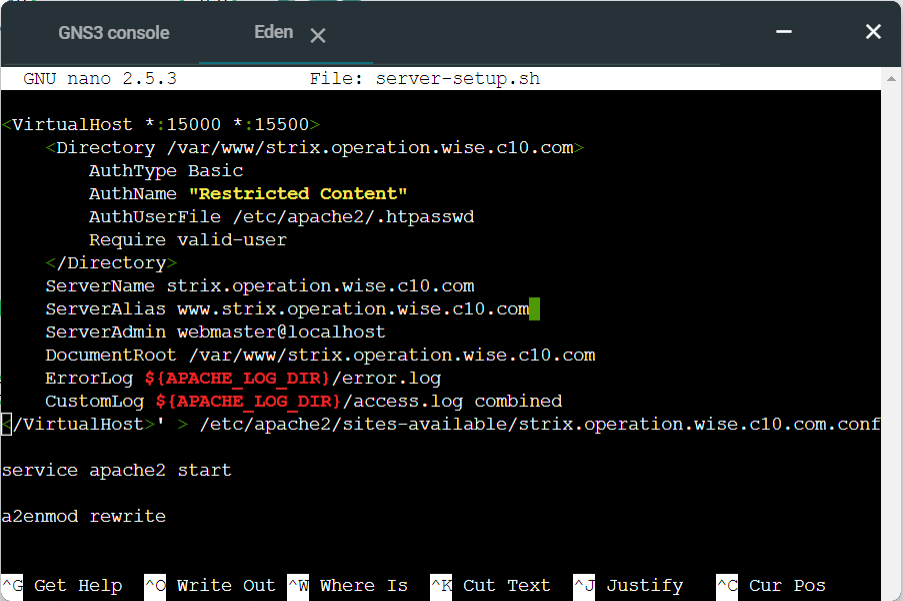 GNS3 console Eden
GNU nano 2.5.3 File: server-setup.sh
<VirtualHost *:15000 *:15500>
<Directory /var/www/strix.operation.wise.c10.com>
AuthType Basic
AuthName "Restricted Content"
AuthUserFile /etc/apache2/.htpasswd
Require valid-user
</Directory>
ServerName strix.operation.wise.c10.com
ServerAlias www.strix.operation.wise.c10.com
ServerAdmin webmaster@localhost
DocumentRoot /var/www/strix.operation.wise.c10.com
ErrorLog ${APACHE_LOG_DIR}/error.log
CustomLog ${APACHE_LOG_DIR}/access.log combined
</VirtualHost>' > /etc/apache2/sites-available/strix.operation.wise.c10.com.conf
service apache2 start
a2enmod rewrite
^G Get Help ^O Write Out ^W Where Is ^K Cut Text ^J Justify ^C Cur Pos